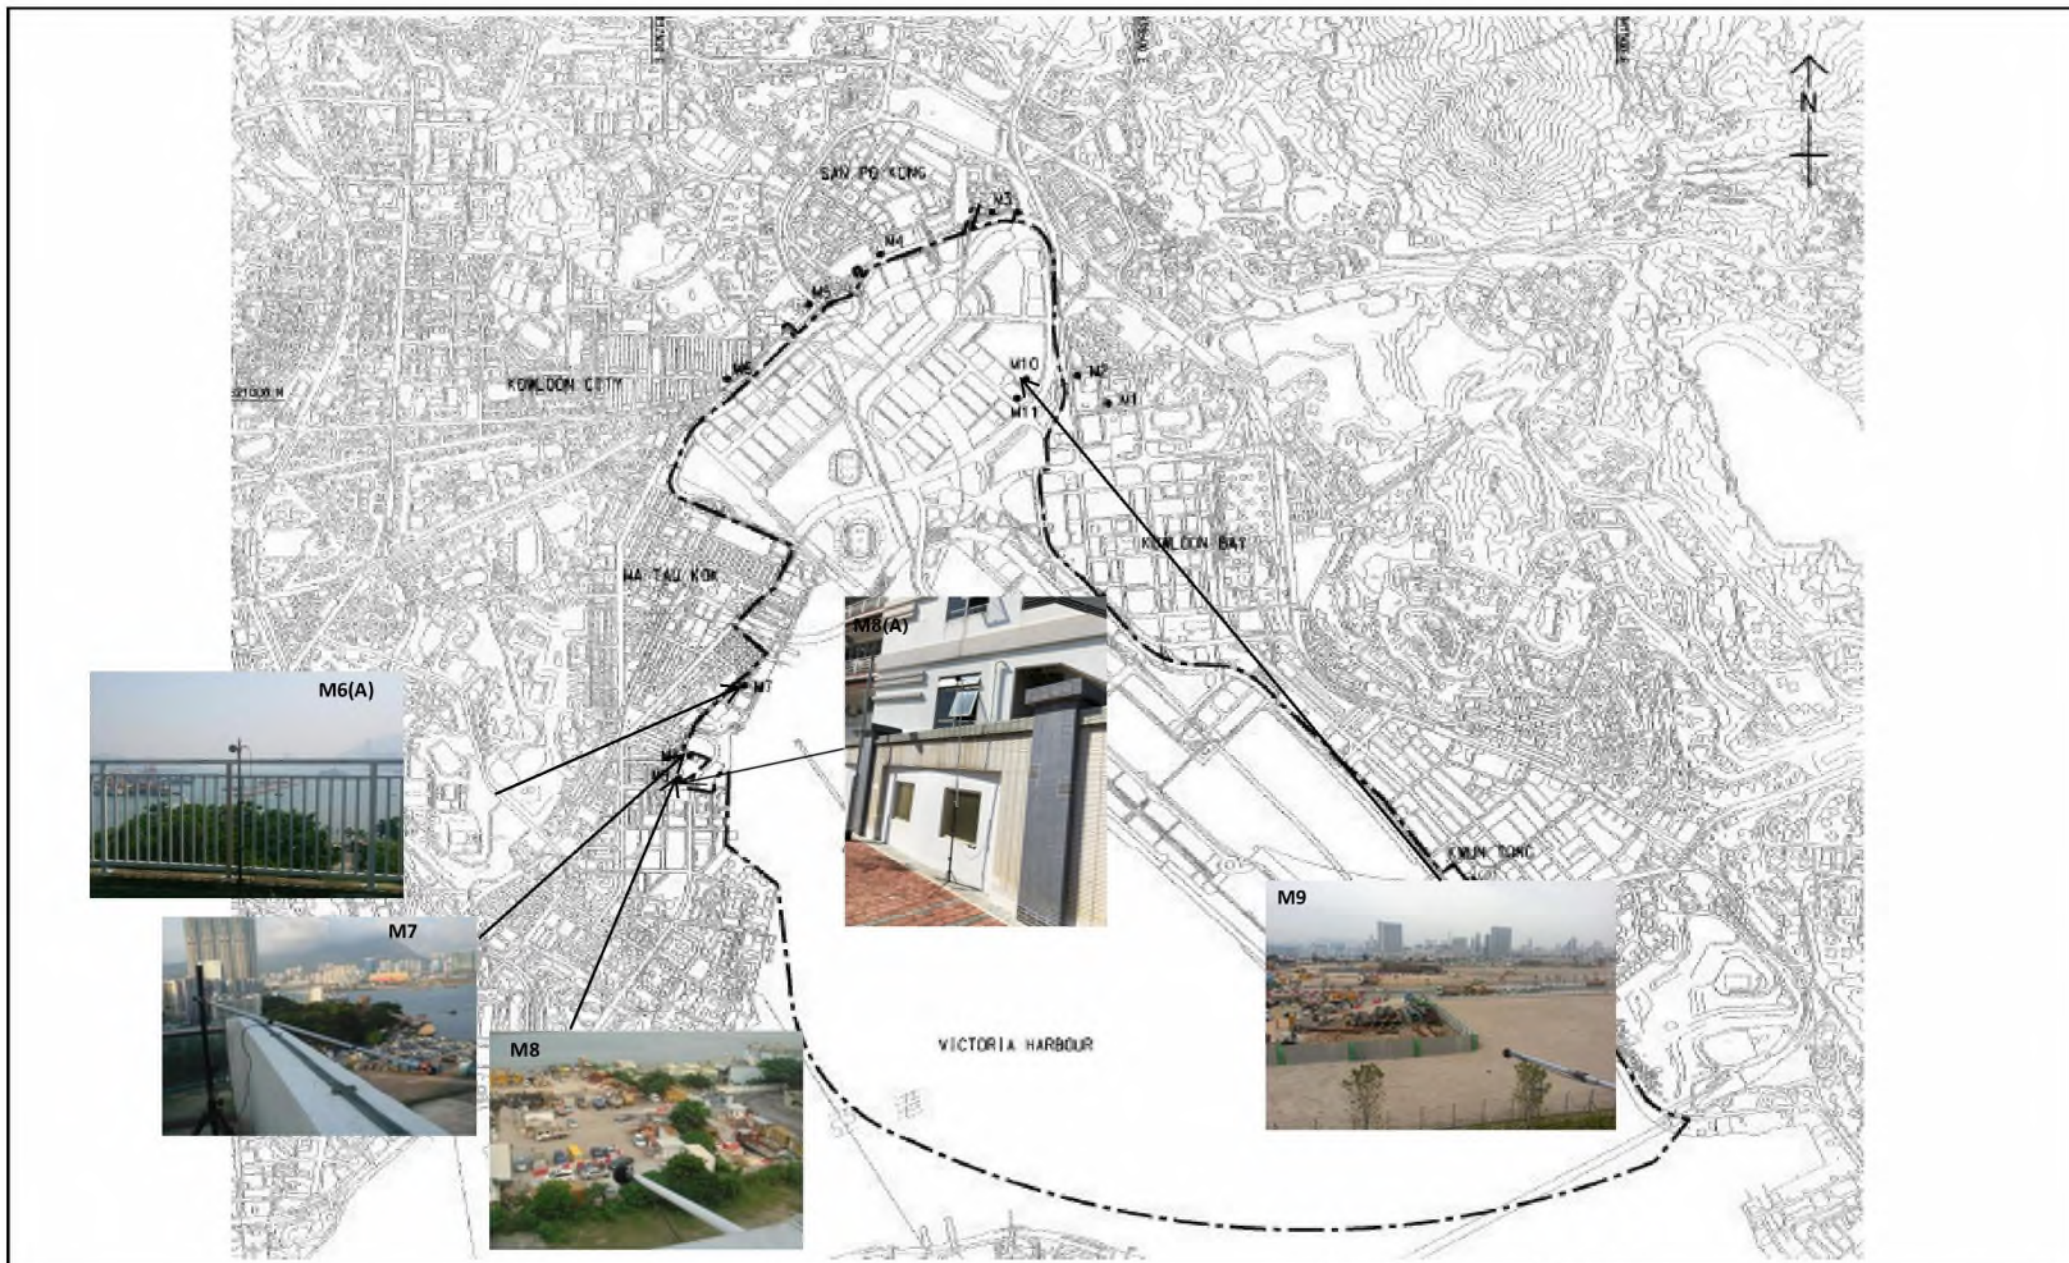 N
SAN PO KONG
M3
M4
M5
KOWLOON CITY
M10
M2
M11
M1
KOWLOON BAY
MA TAU KOK
M8(A)
M6(A)
M7
KWUN TONG
M9
M7
VICTORIA HARBOUR
M8